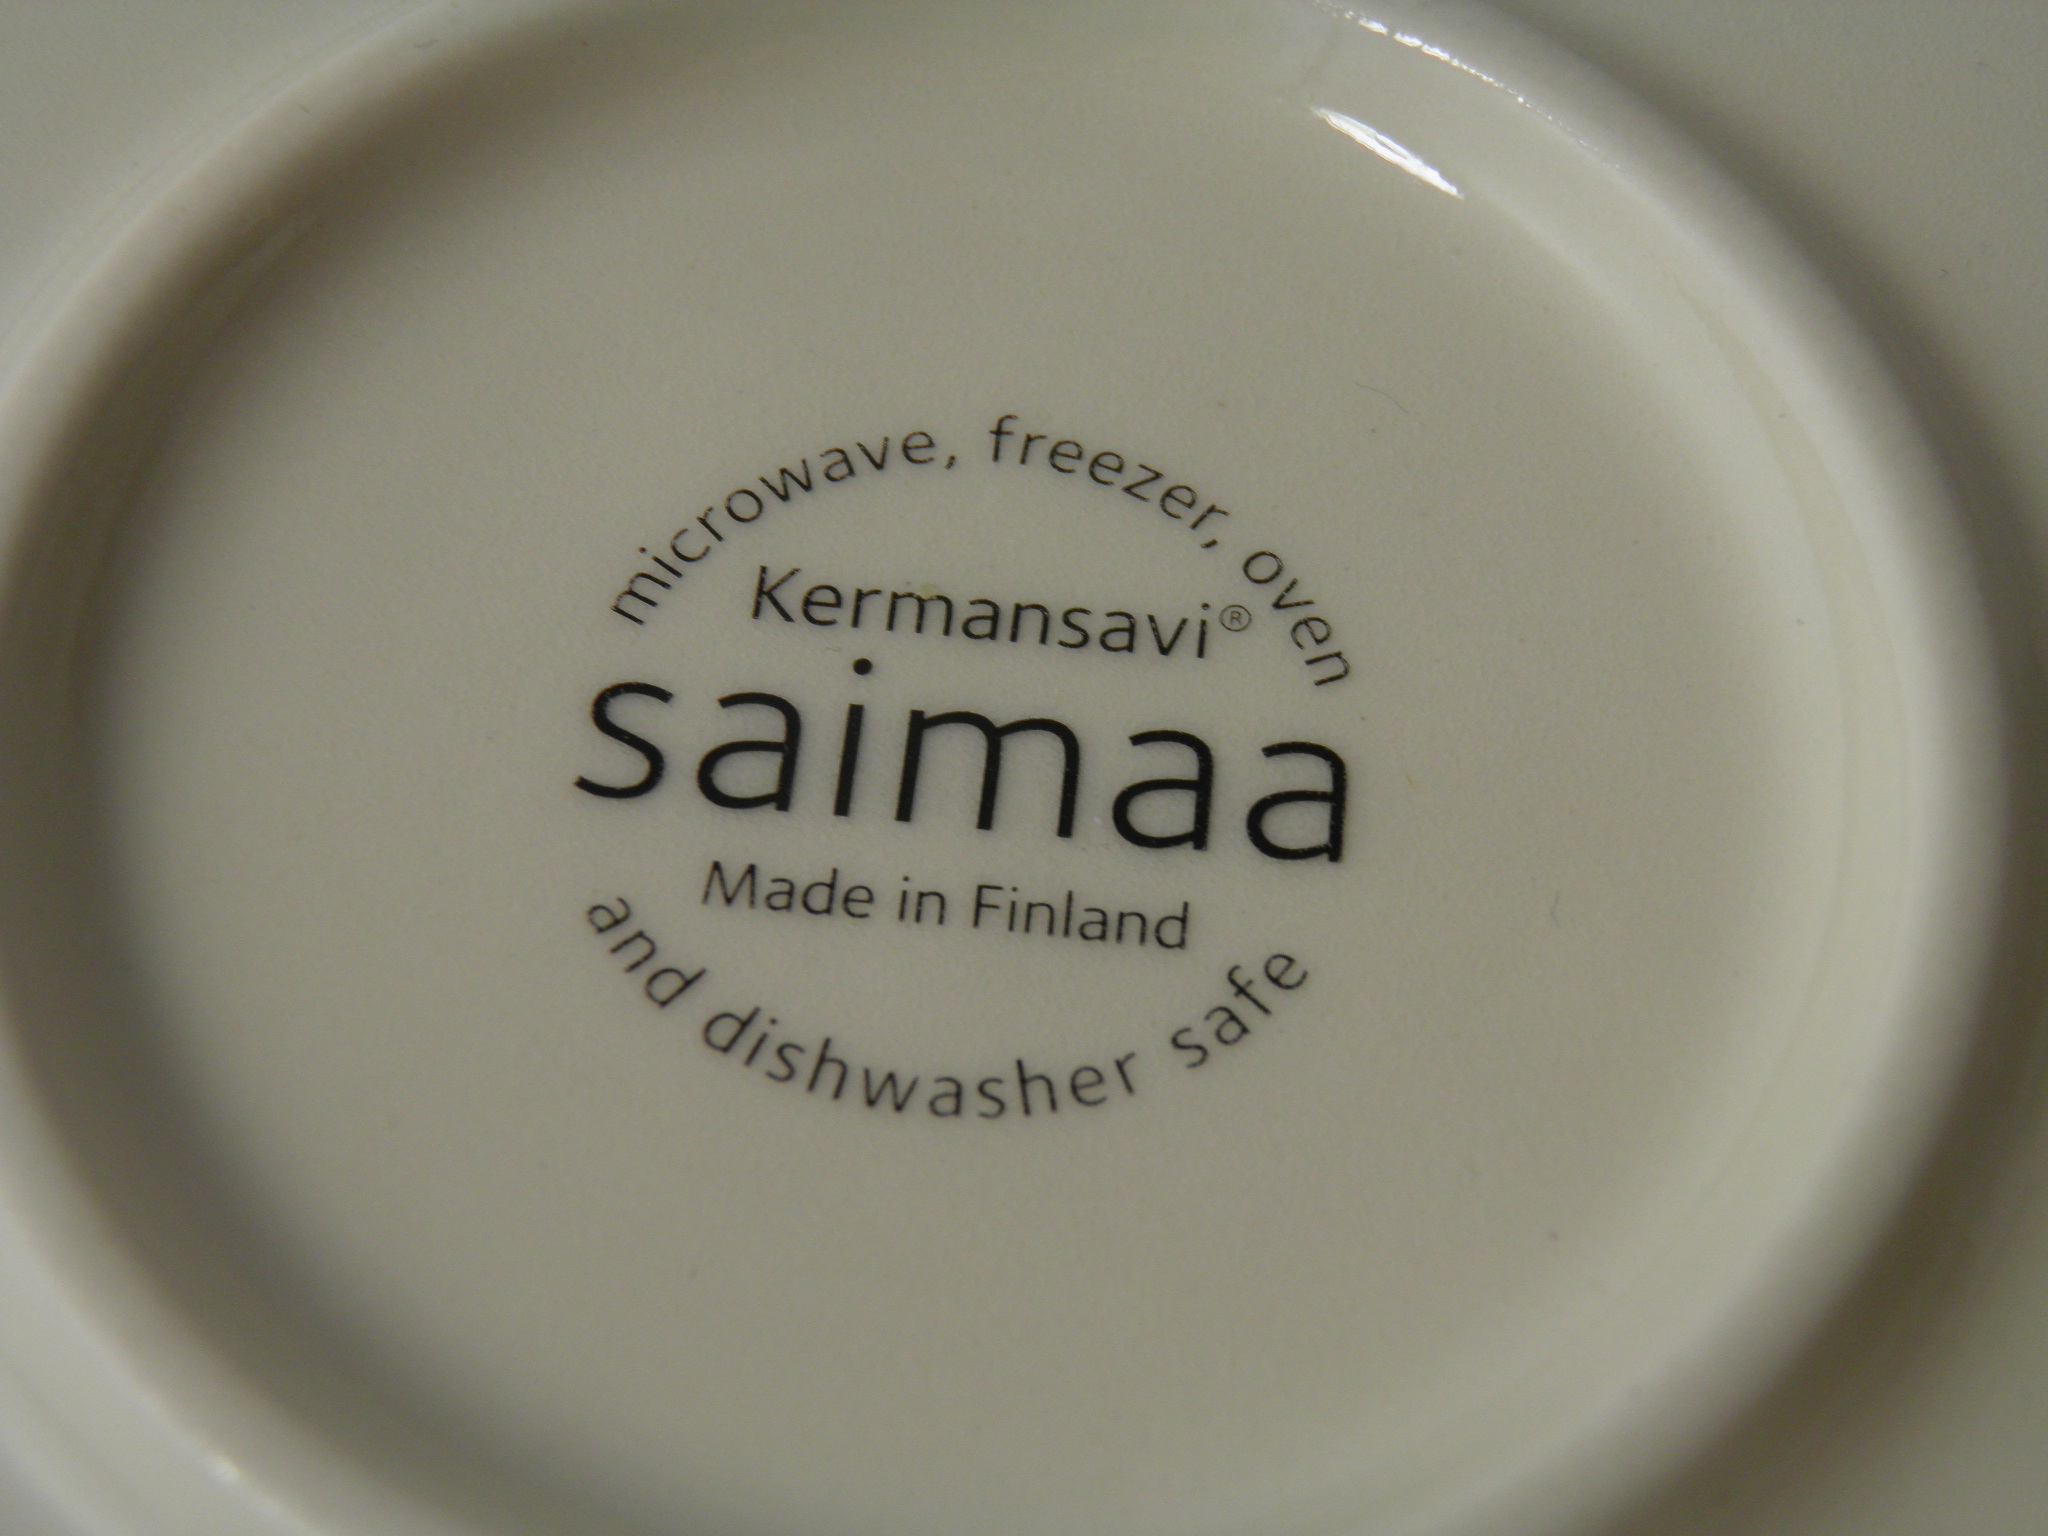 microwave, freezer, oven
Kermansavi®
saimaa
Made in Finland
and dishwasher safe